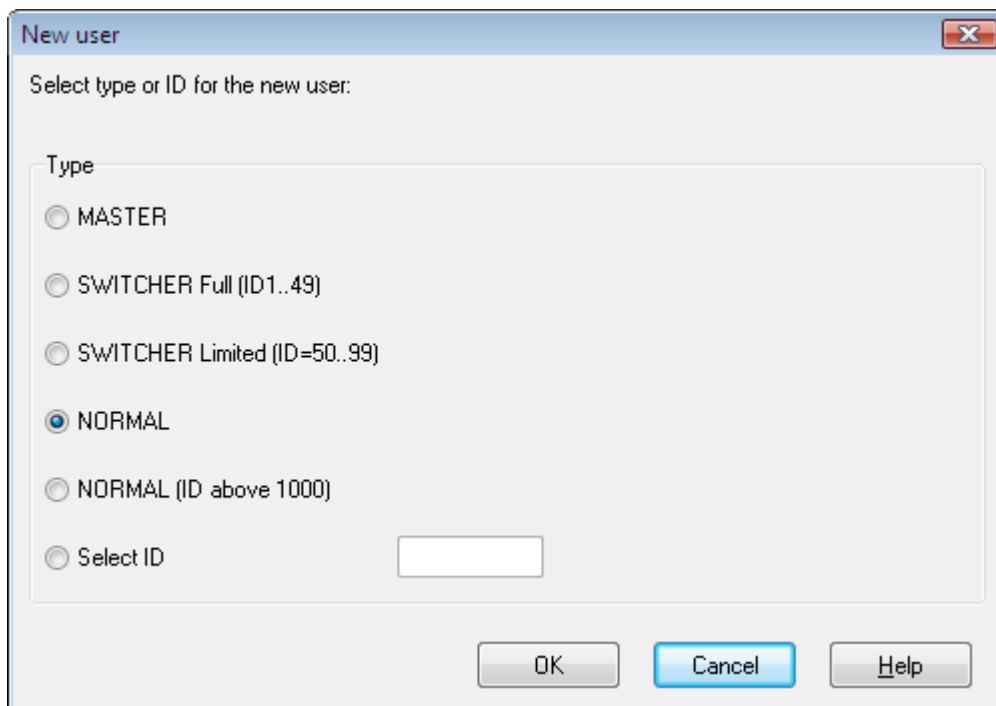 New user
Select type or ID for the new user:
Type
MASTER
SWITCHER Full (ID1..49)
SWITCHER Limited (ID=50..99)
NORMAL
NORMAL (ID above 1000)
Select ID
OK Cancel Help